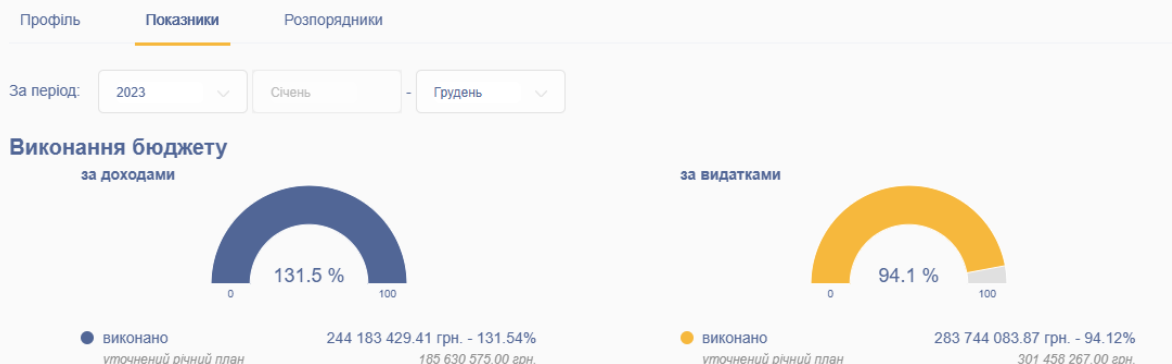 Профіль Показники Розпорядники
За період: 2023 Січень - Грудень
Виконання бюджету
за доходами
131.5 %
0 100
виконано 244 183 429.41 грн. - 131.54%
уточнений річний план 185 630 575.00 грн.
за видатками
94.1 %
0 100
виконано 283 744 083.87 грн. - 94.12%
уточнений річний план 301 458 267.00 грн.